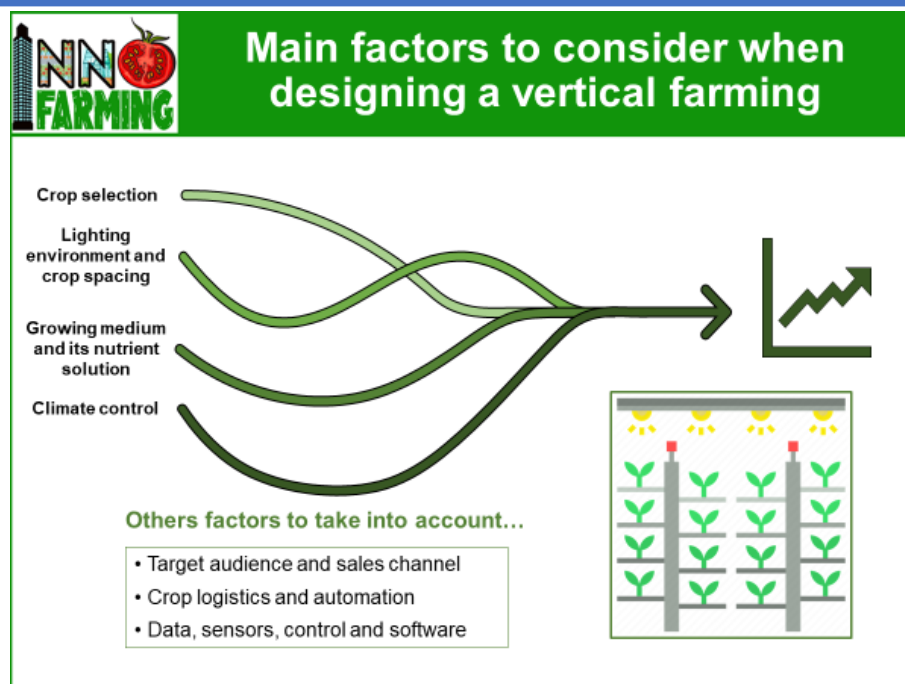 INNO
FARMING
Main factors to consider when
designing a vertical farming
Crop selection
Lighting
environment and
crop spacing
Growing medium
and its nutrient
solution
Climate control
Others factors to take into account…
• Target audience and sales channel
• Crop logistics and automation
• Data, sensors, control and software